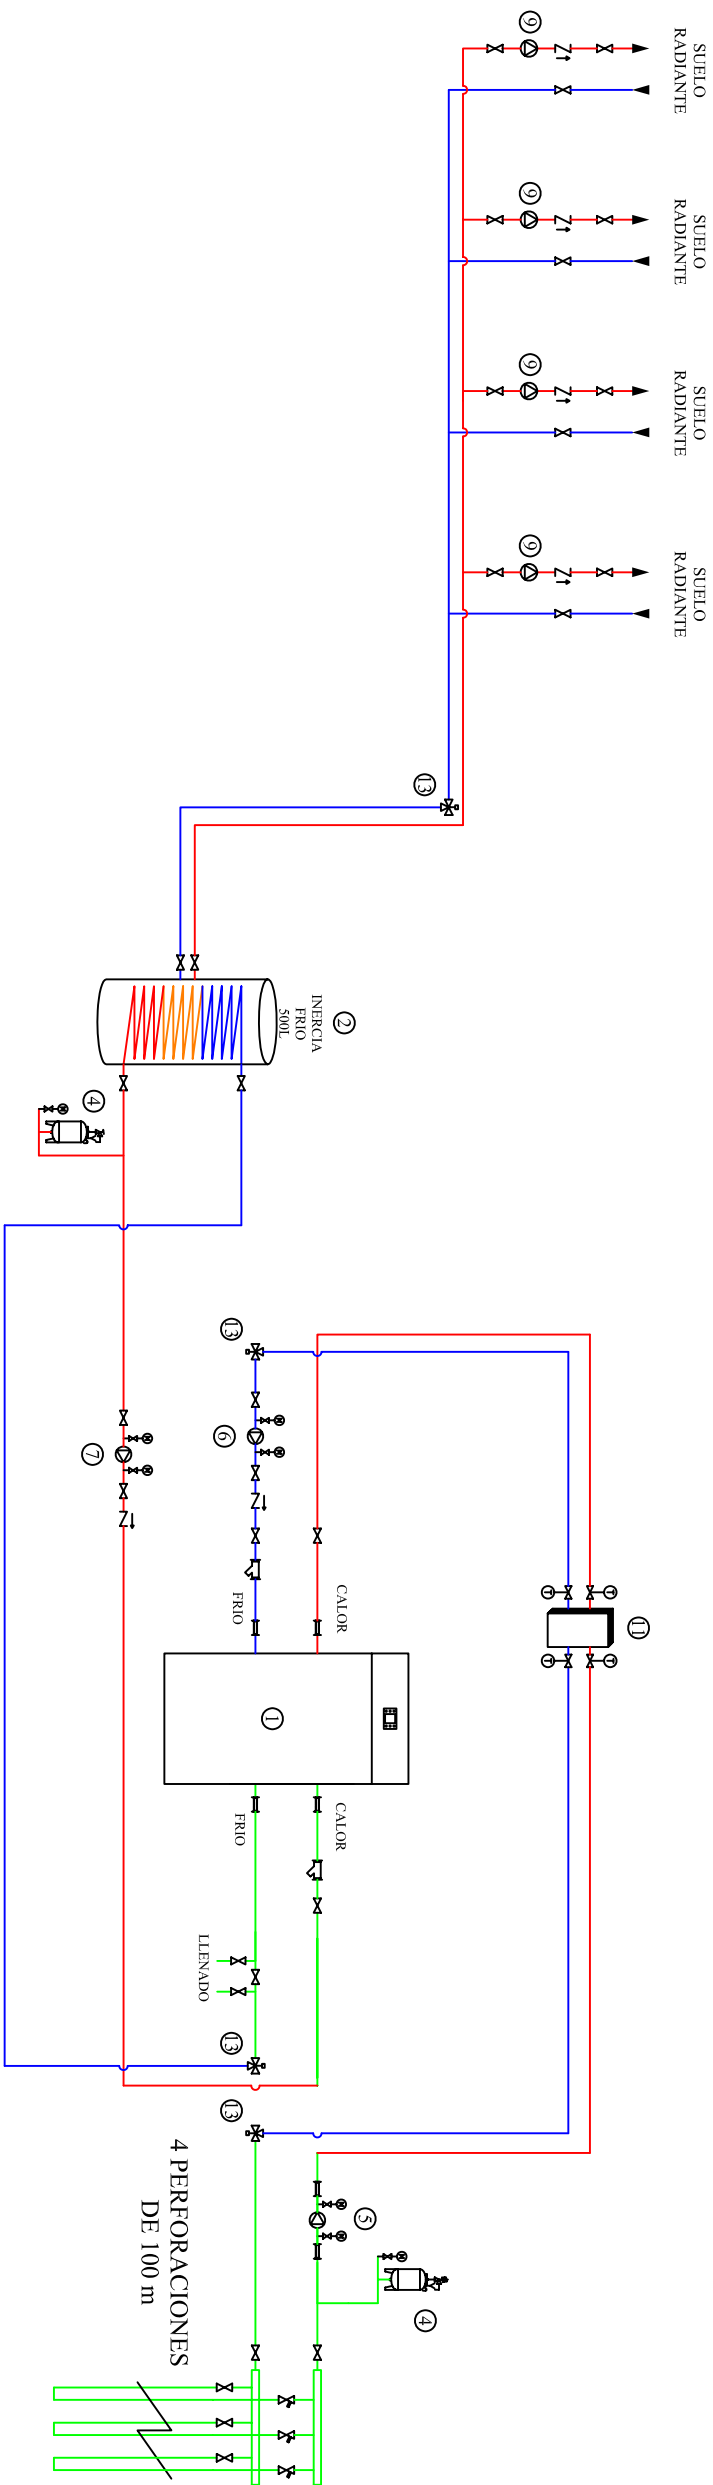 SUELO
RADIANTE
9
SUELO
RADIANTE
9
SUELO
RADIANTE
9
SUELO
RADIANTE
9
13
2
INERCIA
FRIO
500L
4
13
6
7
11
CALOR
FRIO
1
CALOR
FRIO
LLENADO
13
13
5
4
4 PERFORACIONES
DE 100 m